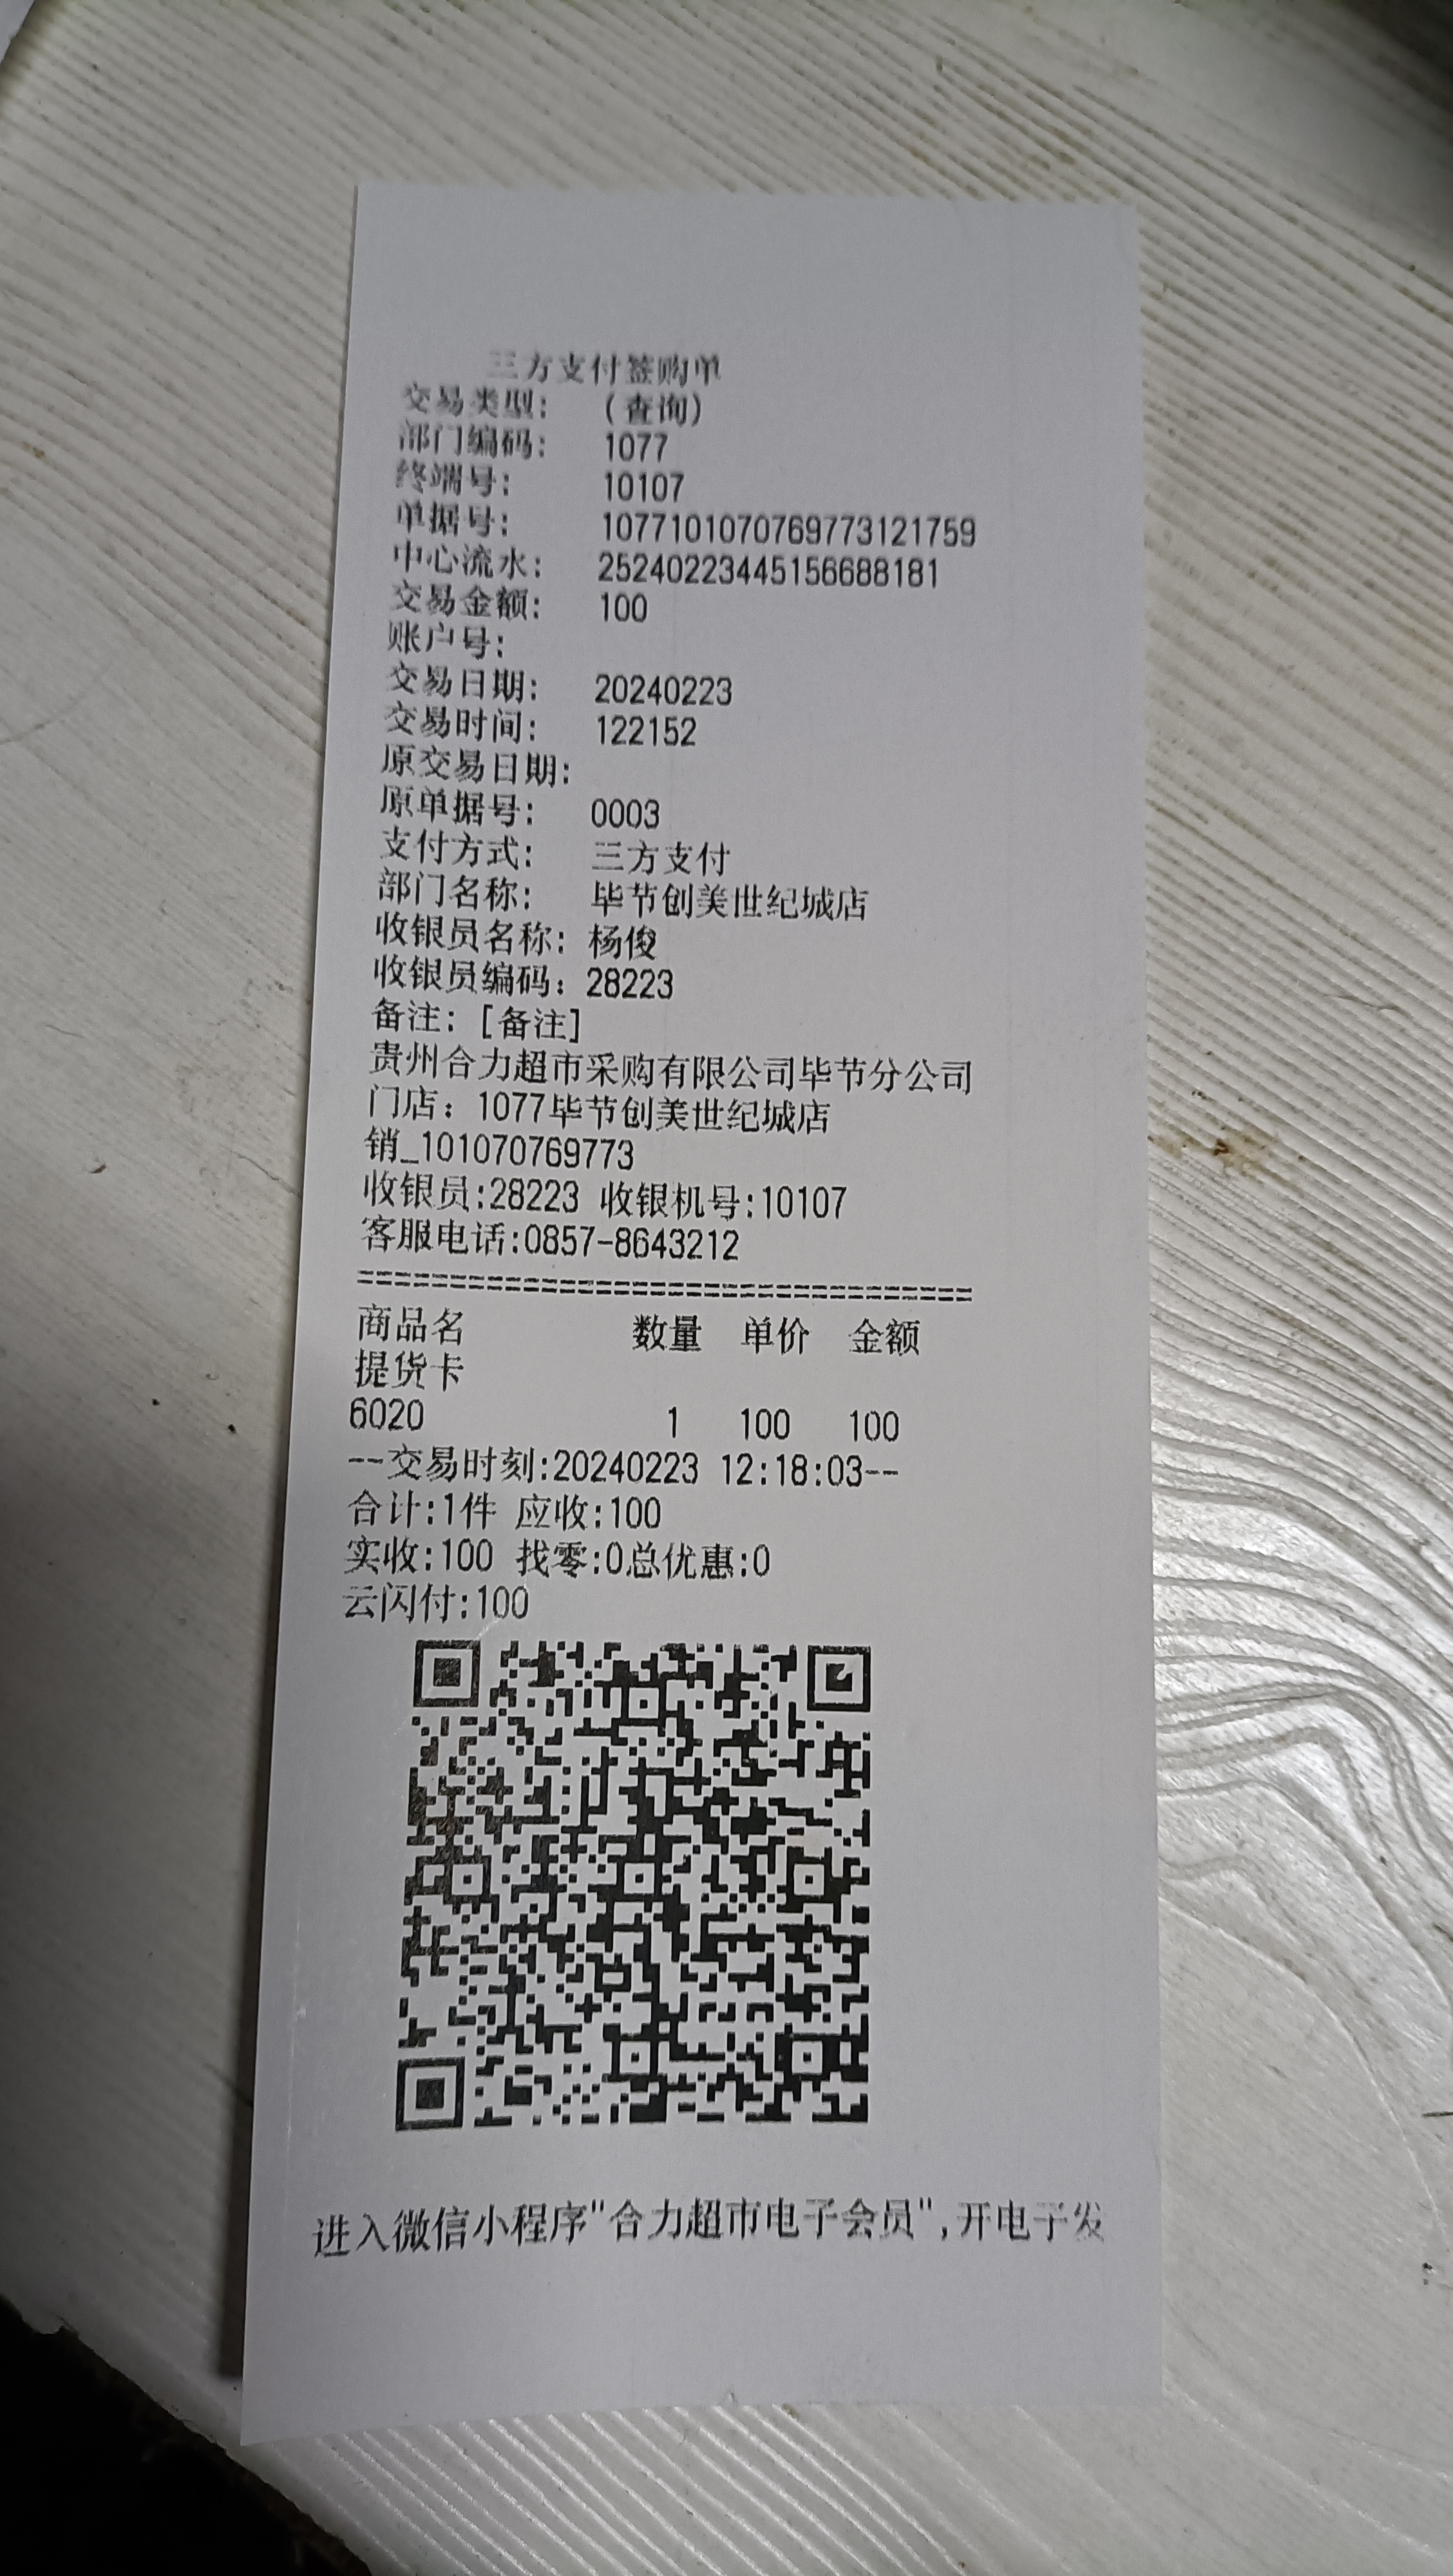 三方支付签购单
交易类型： (查询)
部门编码： 1077
终端号： 10107
单据号： 1077101070769773121759
中心流水： 25240223445156688181
交易金额： 100
账户号：
交易日期： 20240223
交易时间： 122152
原交易日期：
原单据号： 0003
支付方式： 三方支付
部门名称： 毕节创美世纪城店
收银员名称： 杨俊
收银员编码： 28223
备注: [备注]
贵州合力超市采购有限公司毕节分公司
门店： 1077毕节创美世纪城店
销_101070769773
收银员:28223 收银机号:10107
客服电话:0857-8643212
==================================
商品名 数量 单价 金额
提货卡
6020 1 100 100
--交易时刻:20240223 12:18:03--
合计:1件 应收:100
实收:100 找零:0总优惠:0
云闪付:100
进入微信小程序"合力超市电子会员",开电子发